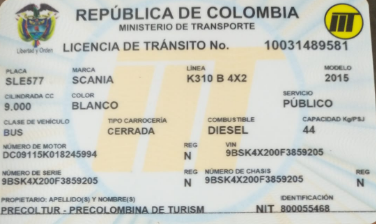 REPÚBLICA DE COLOMBIA
MINISTERIO DE TRANSPORTE
LICENCIA DE TRÁNSITO No. 10031489581
PLACA MARCA LÍNEA MODELO
SLE577 SCANIA K310 B 4X2 2015
CILINDRADA CC COLOR SERVICIO
9.000 BLANCO PÚBLICO
CLASE DE VEHÍCULO TIPO CARROCERÍA COMBUSTIBLE CAPACIDAD Kg/PSJ
BUS CERRADA DIESEL 44
NÚMERO DE MOTOR REG VIN
DC09115K018245994 N 9BSK4X200F3859205
NÚMERO DE SERIE REG NÚMERO DE CHASIS REG
9BSK4X200F3859205 N 9BSK4X200F3859205 N
PROPIETARIO: APELLIDO(S) Y NOMBRE(S) IDENTIFICACIÓN
PRECOLTUR - PRECOLOMBINA DE TURISM NIT 800055468